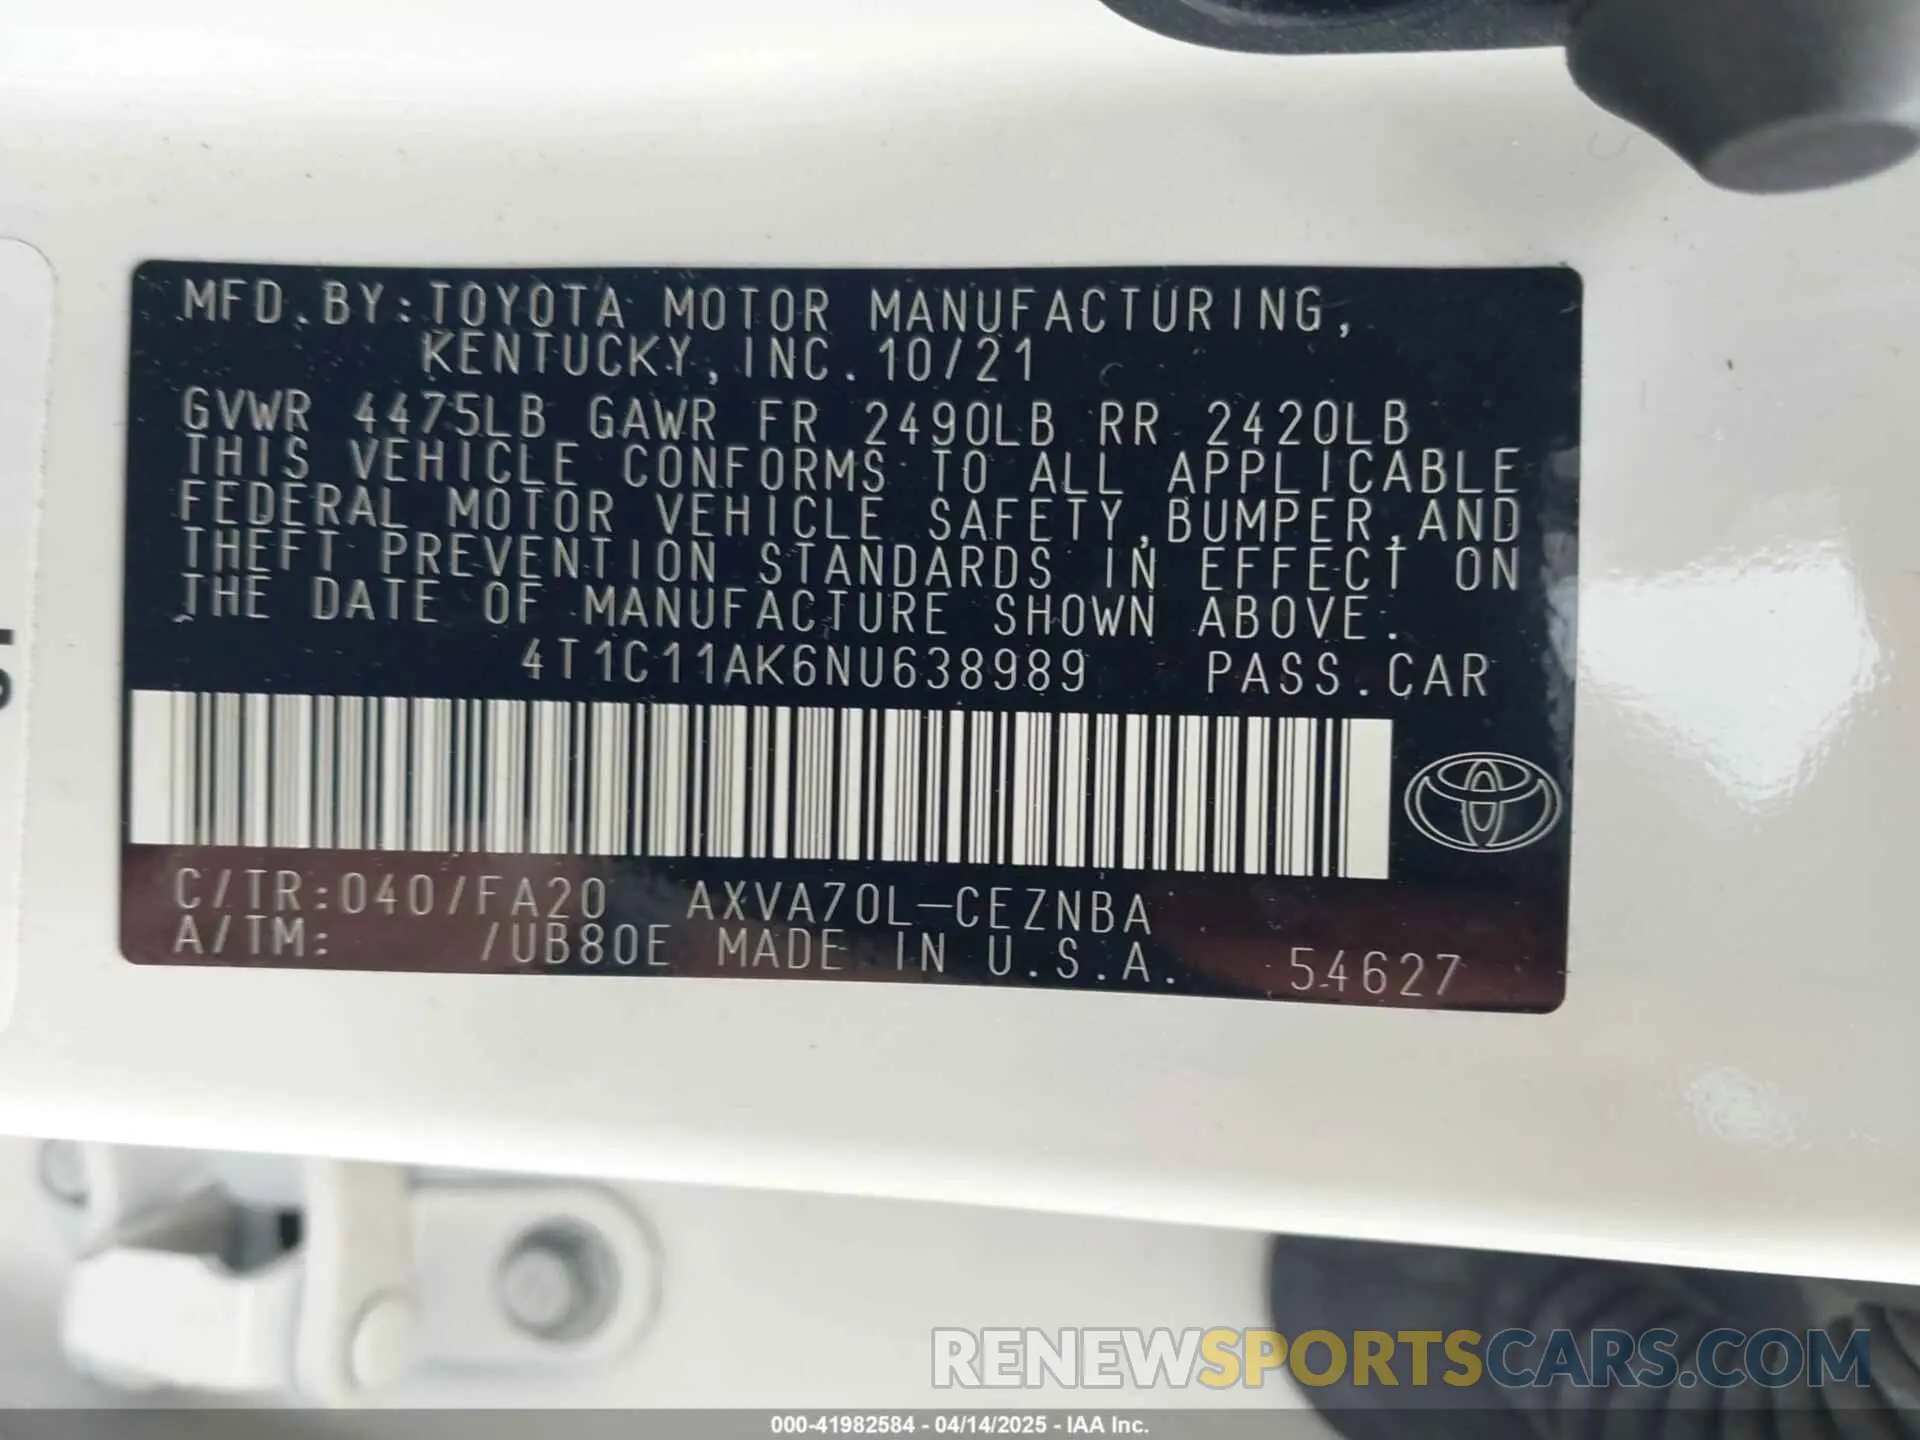 MFD.BY:TOYOTA MOTOR MANUFACTURING,
KENTUCKY,INC.10/21
GVWR 4475LB GAWR FR 2490LB RR 2420LB
THIS VEHICLE CONFORMS TO ALL APPLICABLE
FEDERAL MOTOR VEHICLE SAFETY,BUMPER,AND
THEFT PREVENTION STANDARDS IN EFFECT ON
THE DATE OF MANUFACTURE SHOWN ABOVE.
4T1C11AK6NU638989 PASS.CAR
C/TR:040/FA20 AXVA70L-CEZNBA
A/TM: /UB80E MADE IN U.S.A. 54627
RENEWSPORTSCARS.COM
000-41982584 - 04/14/2025 - IAA Inc.